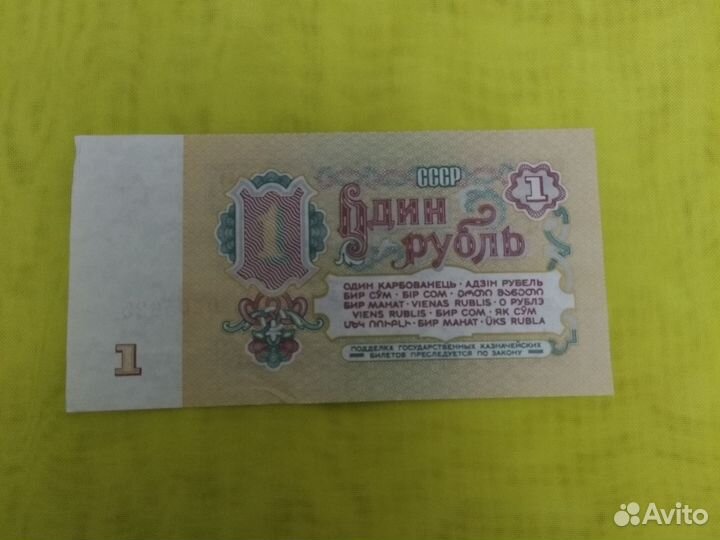 СССР
1
1
Один
рубль
ОДИН КАРБОВАНЕЦЬ · АДЗІН РУБЕЛЬ
БИР СЎМ · БІР СОМ · ᲔᲠᲗᲘ ᲛᲐᲜᲔᲗᲘ
БИР МАНАТ · VIENAS RUBLIS · О РУБЛЭ
VIENS RUBLIS · БИР СОМ · ЯК СЎМ
ՄԵԿ ՌՈՒԲԼԻ · БИР МАНАТ · ÜKS RUBLA
ПОДДЕЛКА ГОСУДАРСТВЕННЫХ КАЗНАЧЕЙСКИХ
БИЛЕТОВ ПРЕСЛЕДУЕТСЯ ПО ЗАКОНУ
1
Avito